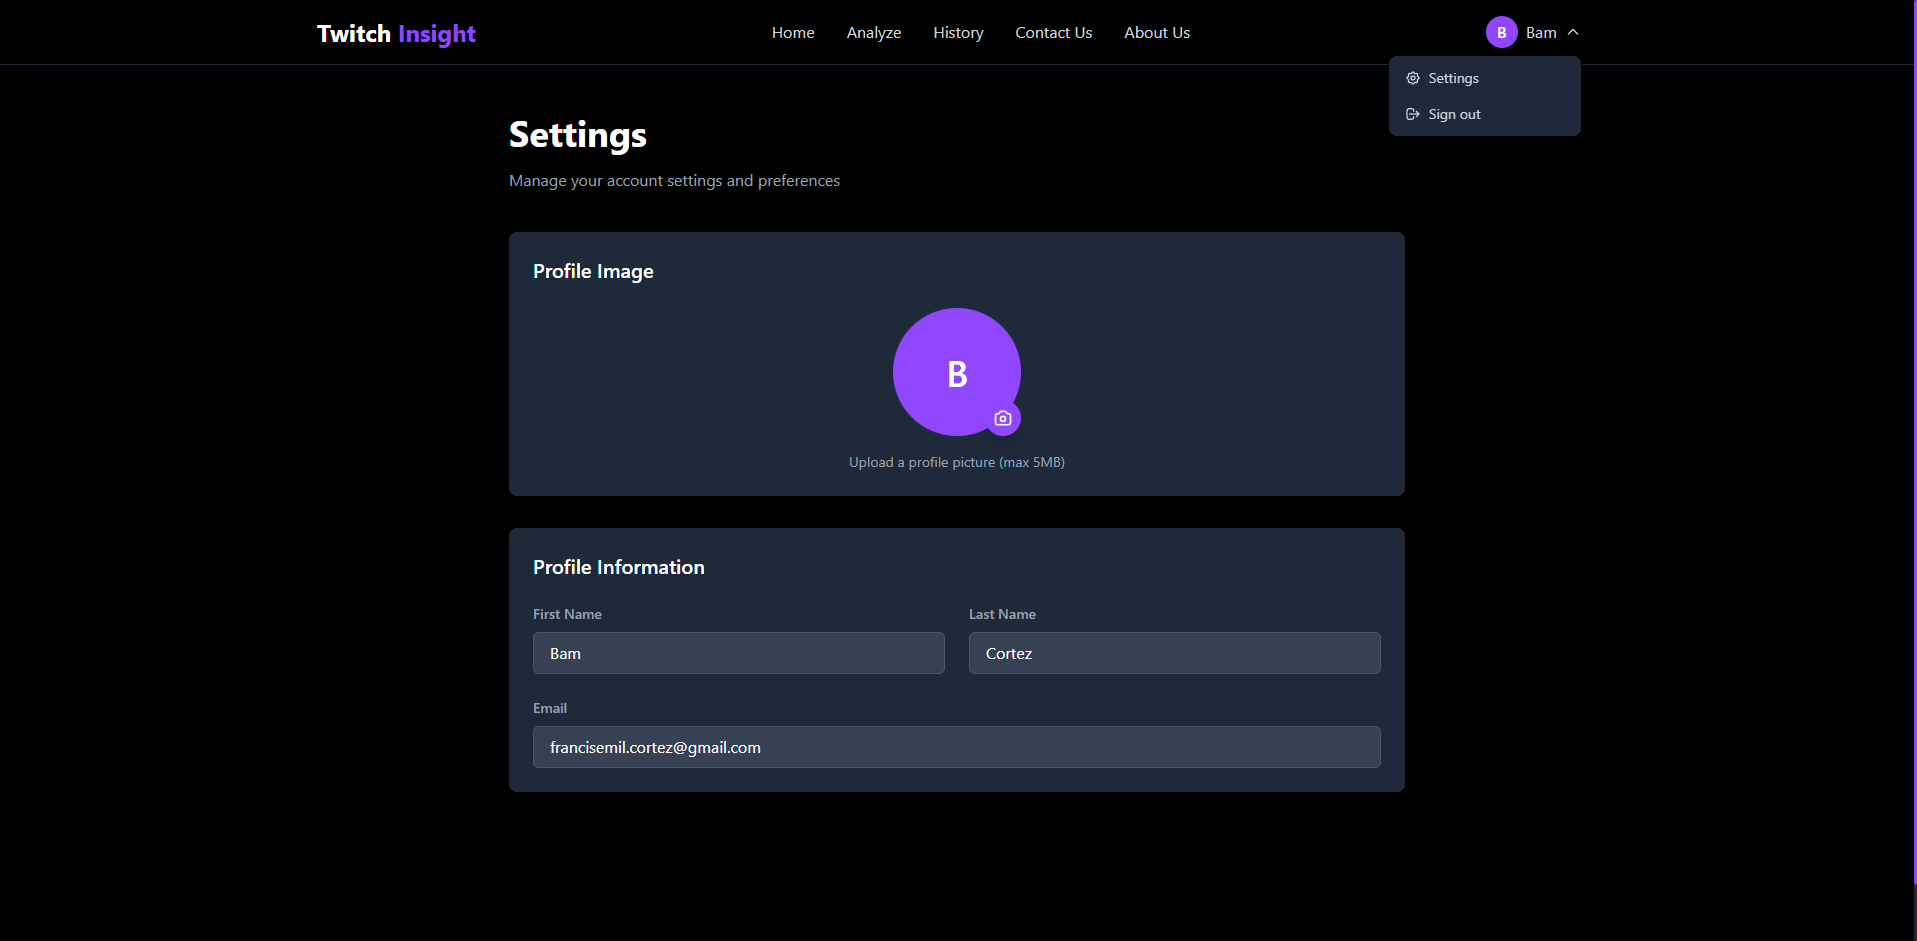 Twitch Insight
Home Analyze History Contact Us About Us
B Bam
Settings
Sign out
Settings
Manage your account settings and preferences
Profile Image
B
Upload a profile picture (max 5MB)
Profile Information
First Name Last Name
Bam Cortez
Email
francisemil.cortez@gmail.com